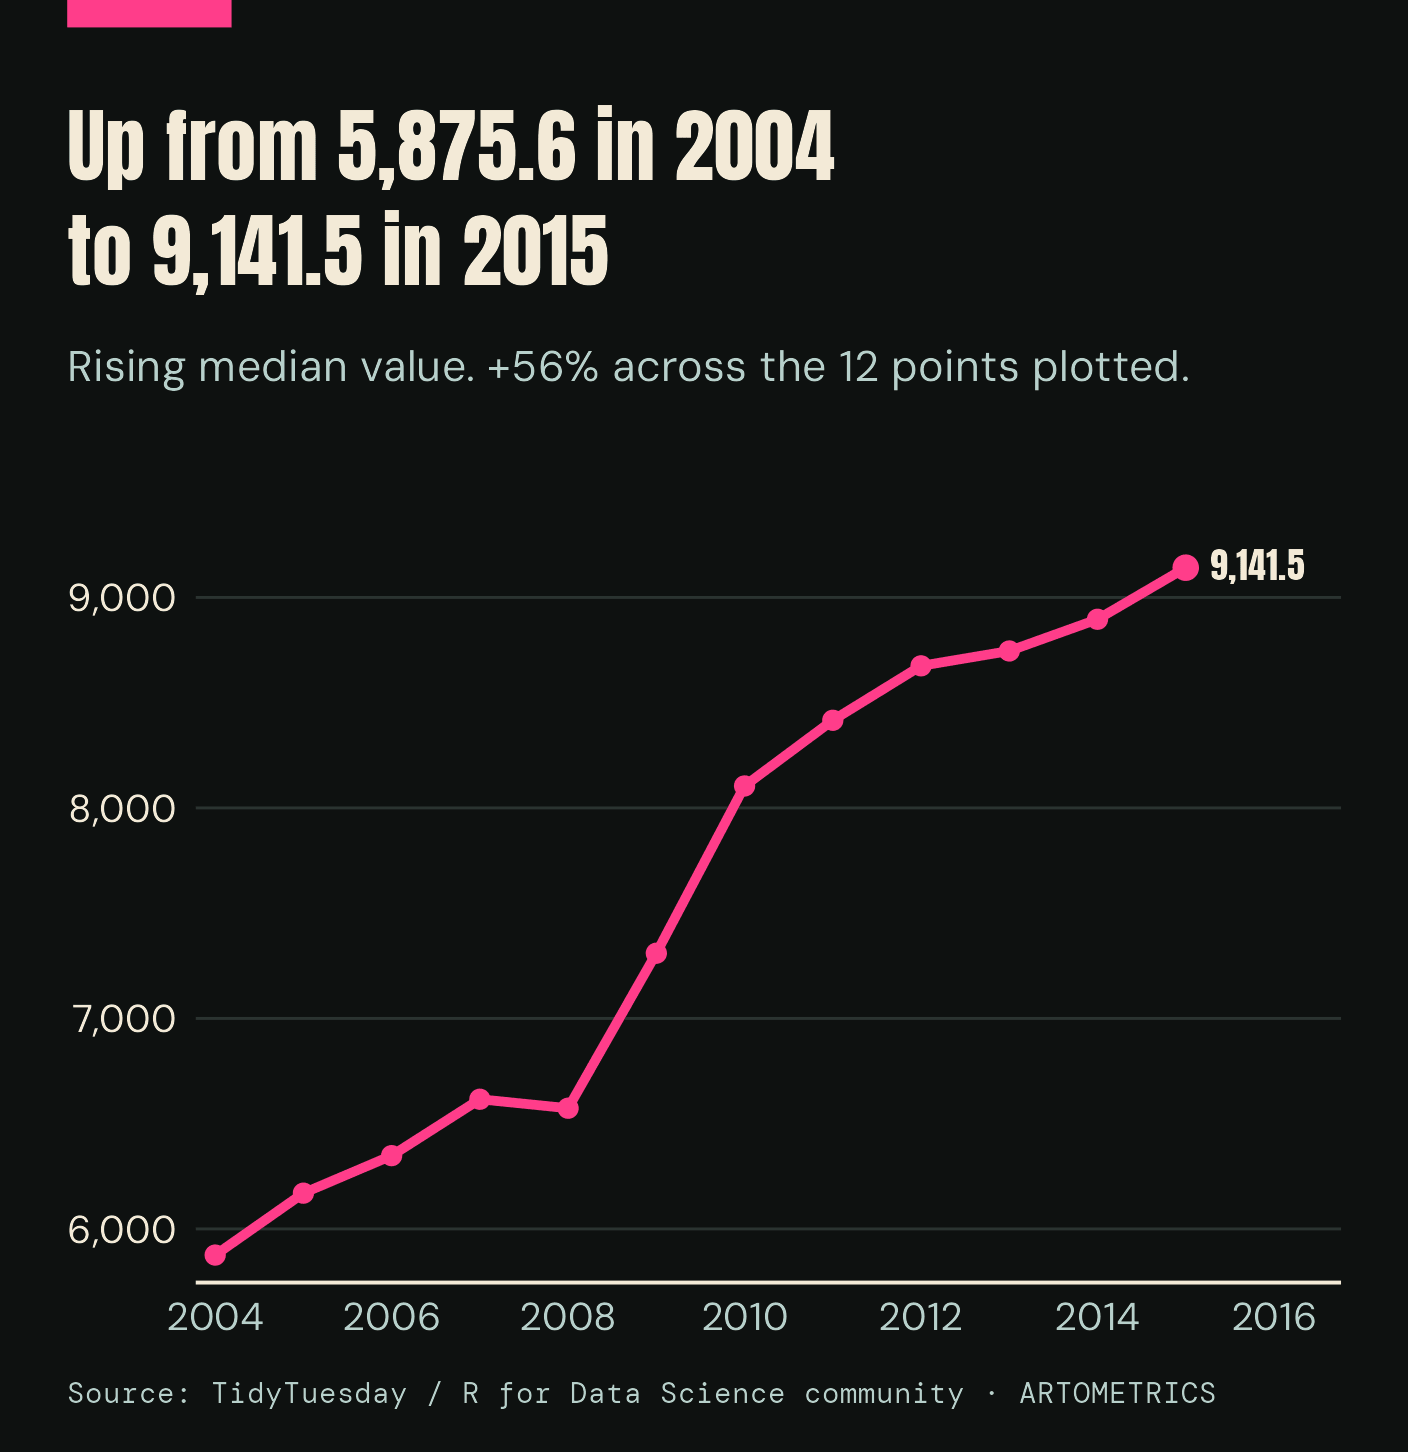 Up from 5,875.6 in 2004
to 9,141.5 in 2015
Rising median value. +56% across the 12 points plotted.
9,141.5
9,000
8,000
7,000
6,000
2004 2006 2008 2010 2012 2014 2016
Source: TidyTuesday / R for Data Science community · ARTOMETRICS